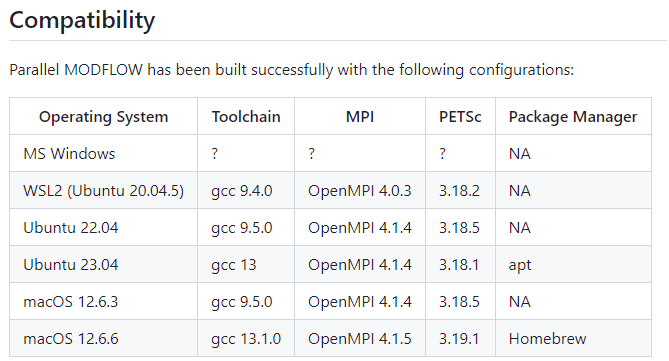 Compatibility
Parallel MODFLOW has been built successfully with the following configurations:
Operating System Toolchain MPI PETSc Package Manager
MS Windows ? ? ? NA
WSL2 (Ubuntu 20.04.5) gcc 9.4.0 OpenMPI 4.0.3 3.18.2 NA
Ubuntu 22.04 gcc 9.5.0 OpenMPI 4.1.4 3.18.5 NA
Ubuntu 23.04 gcc 13 OpenMPI 4.1.4 3.18.1 apt
macOS 12.6.3 gcc 9.5.0 OpenMPI 4.1.4 3.18.5 NA
macOS 12.6.6 gcc 13.1.0 OpenMPI 4.1.5 3.19.1 Homebrew